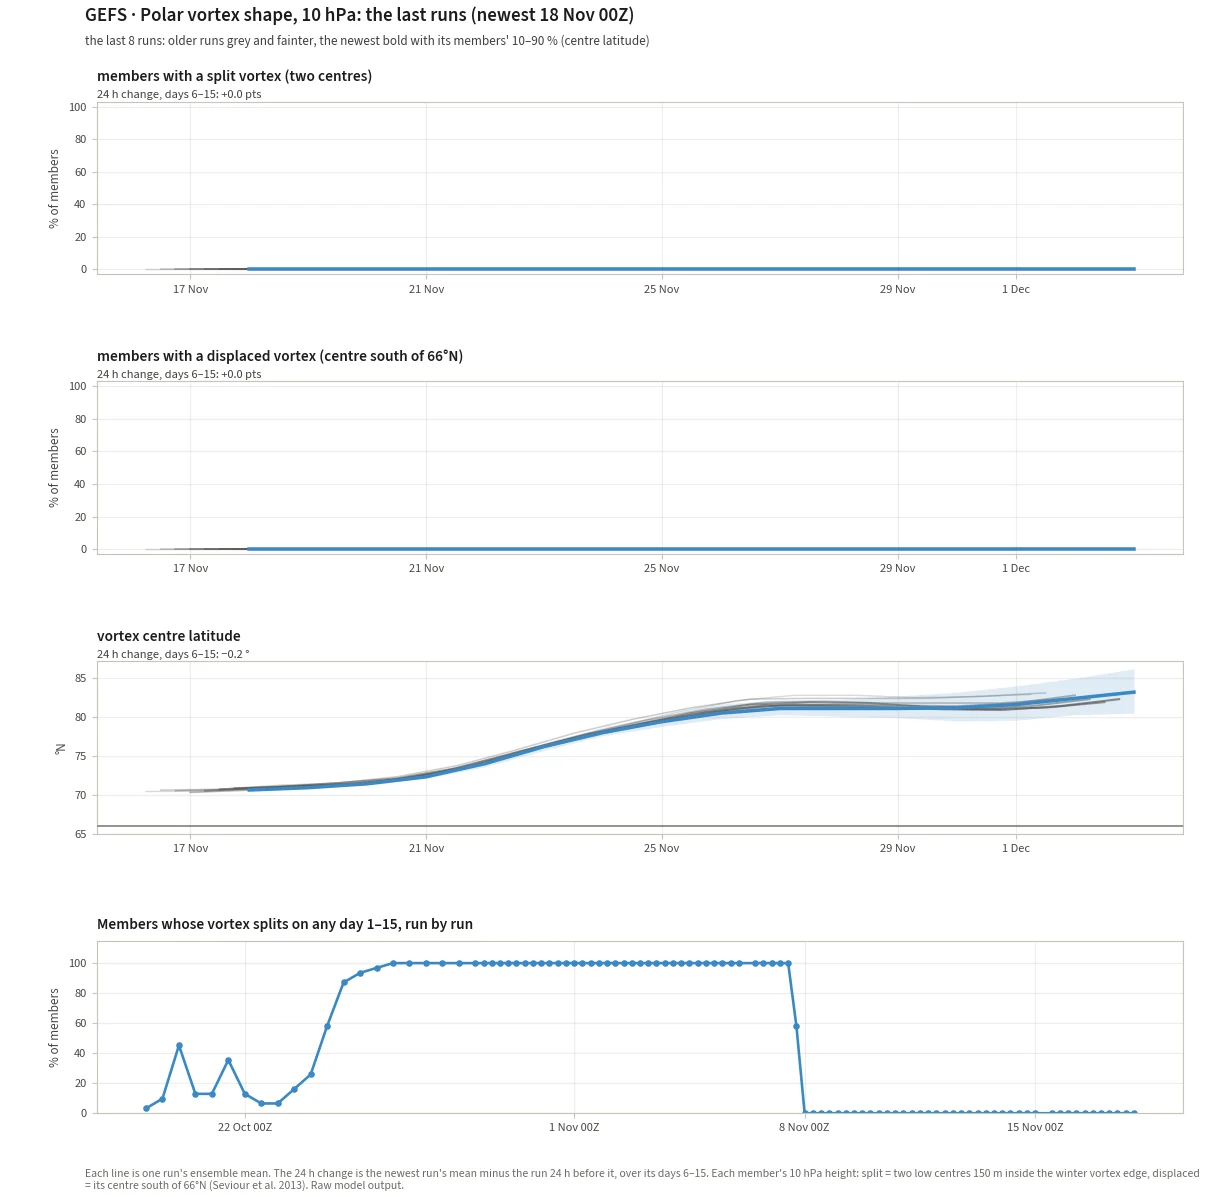 GEFS · Polar vortex shape, 10 hPa: the last runs (newest 18 Nov 00Z)
the last 8 runs: older runs grey and fainter, the newest bold with its members' 10–90 % (centre latitude)
members with a split vortex (two centres)
24 h change, days 6–15: +0.0 pts
100
80
60
40
20
0
% of members
17 Nov
21 Nov
25 Nov
29 Nov
1 Dec
members with a displaced vortex (centre south of 66°N)
24 h change, days 6–15: +0.0 pts
100
80
60
40
20
0
% of members
17 Nov
21 Nov
25 Nov
29 Nov
1 Dec
vortex centre latitude
24 h change, days 6–15: −0.2 °
85
80
75
70
65
°N
17 Nov
21 Nov
25 Nov
29 Nov
1 Dec
Members whose vortex splits on any day 1–15, run by run
100
80
60
40
20
0
% of members
22 Oct 00Z
1 Nov 00Z
8 Nov 00Z
15 Nov 00Z
Each line is one run's ensemble mean. The 24 h change is the newest run's mean minus the run 24 h before it, over its days 6–15. Each member's 10 hPa height: split = two low centres 150 m inside the winter vortex edge, displaced
= its centre south of 66°N (Seviour et al. 2013). Raw model output.